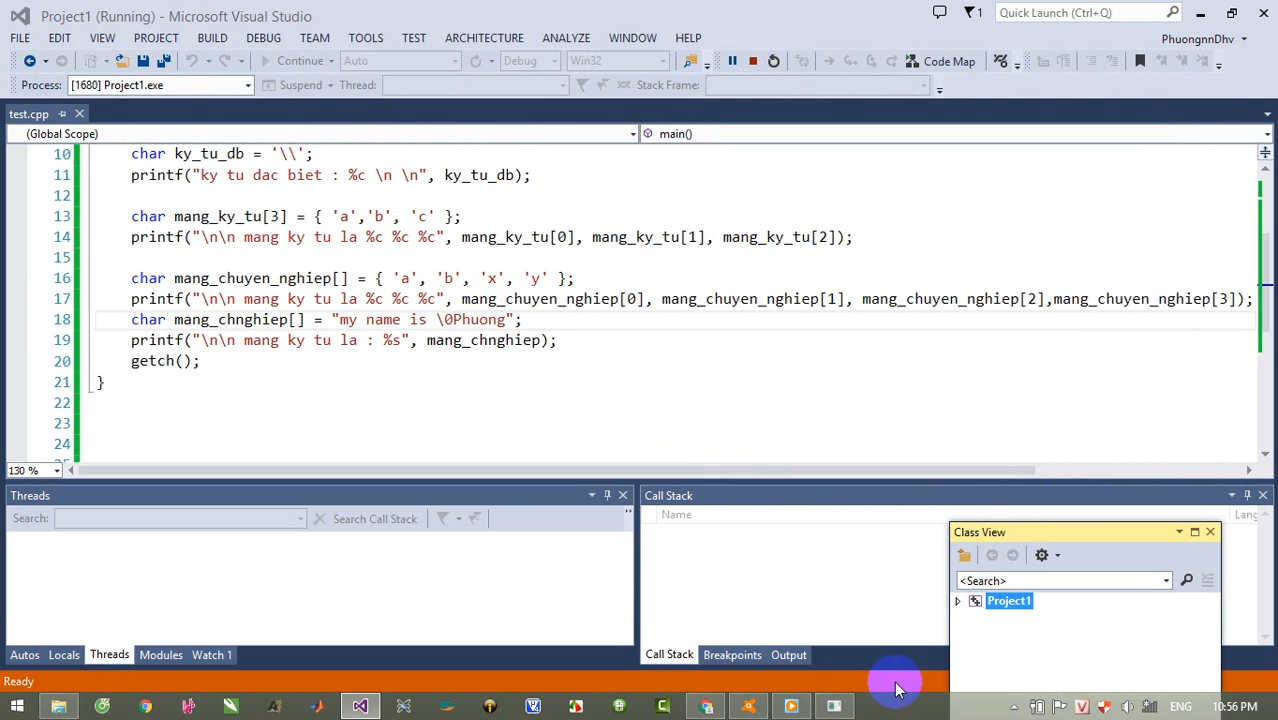 Project1 (Running) - Microsoft Visual Studio
1
Quick Launch (Ctrl+Q)
FILE EDIT VIEW PROJECT BUILD DEBUG TEAM TOOLS TEST ARCHITECTURE ANALYZE WINDOW HELP
PhuongnnDhv
Continue Auto Debug Win32 Code Map
Process: [1680] Project1.exe Suspend Thread: Stack Frame:
test.cpp
(Global Scope) main()
10 char ky_tu_db = '\\';
11 printf("ky tu dac biet : %c \n \n", ky_tu_db);
12
13 char mang_ky_tu[3] = { 'a','b', 'c' };
14 printf("\n\n mang ky tu la %c %c %c", mang_ky_tu[0], mang_ky_tu[1], mang_ky_tu[2]);
15
16 char mang_chuyen_nghiep[] = { 'a', 'b', 'x', 'y' };
17 printf("\n\n mang ky tu la %c %c %c", mang_chuyen_nghiep[0], mang_chuyen_nghiep[1], mang_chuyen_nghiep[2],mang_chuyen_nghiep[3]);
18 char mang_chnghiep[] = "my name is \0Phuong";
19 printf("\n\n mang ky tu la : %s", mang_chnghiep);
20 getch();
21 }
22
23
24
130 %
Threads
Search: Search Call Stack
Autos Locals Threads Modules Watch 1
Call Stack
Name Lang
Call Stack Breakpoints Output
Class View
<Search>
Project1
Ready
ENG 10:56 PM